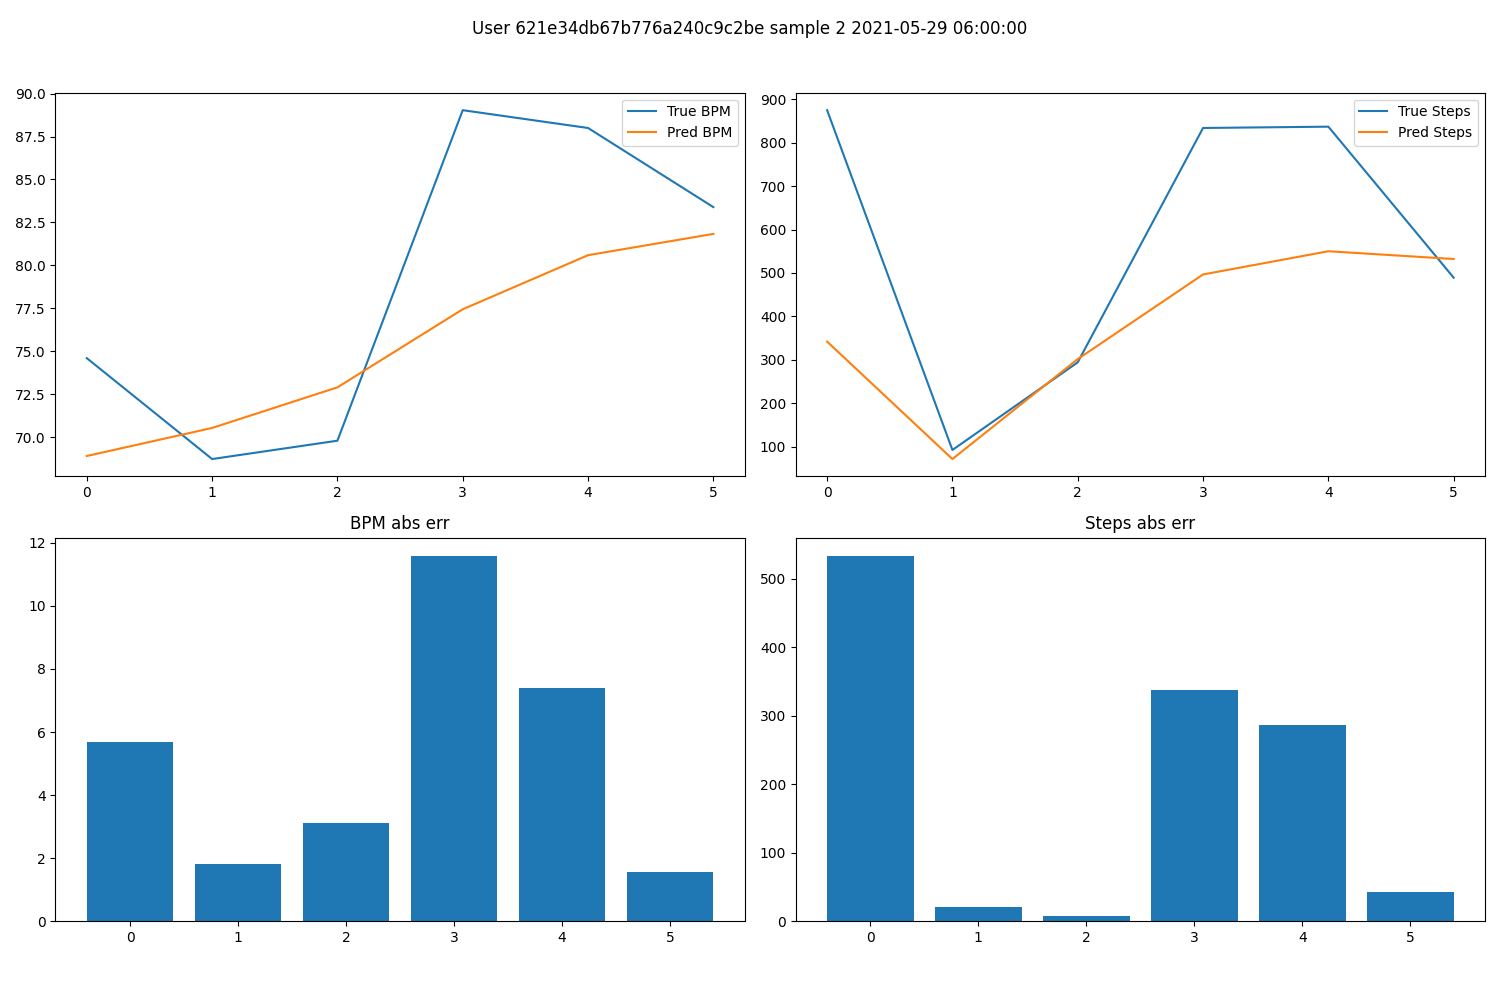 User 621e34db67b776a240c9c2be sample 2 2021-05-29 06:00:00
90.0
87.5
85.0
82.5
80.0
77.5
75.0
72.5
70.0
0 1 2 3 4 5
True BPM
Pred BPM
900
800
700
600
500
400
300
200
100
0 1 2 3 4 5
True Steps
Pred Steps
BPM abs err
12
10
8
6
4
2
0
0 1 2 3 4 5
Steps abs err
500
400
300
200
100
0
0 1 2 3 4 5